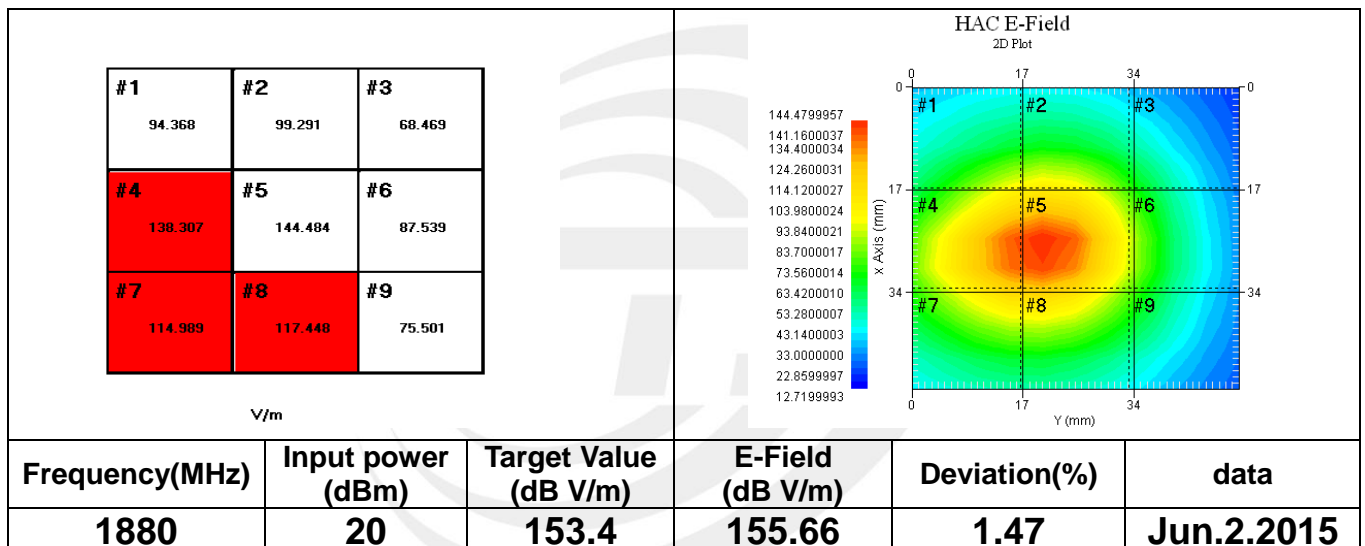 #1 #2 #3
94.368 99.291 68.469
#4 #5 #6
138.307 144.484 87.539
#7 #8 #9
114.989 117.448 75.501
V/m
HAC E-Field
2D Plot
0 17 34
0 0
#1 #2 #3
17 17
#4 #5 #6
34 34
#7 #8 #9
0 17 34
Y (mm)
x Axis (mm)
144.4799957
141.1600037
134.4000034
124.2600031
114.1200027
103.9800024
93.8400021
83.7000017
73.5600014
63.4200010
53.2800007
43.1400003
33.0000000
22.8599997
12.7199993
Frequency(MHz) Input power (dBm) Target Value (dB V/m) E-Field (dB V/m) Deviation(%) data
1880 20 153.4 155.66 1.47 Jun.2.2015